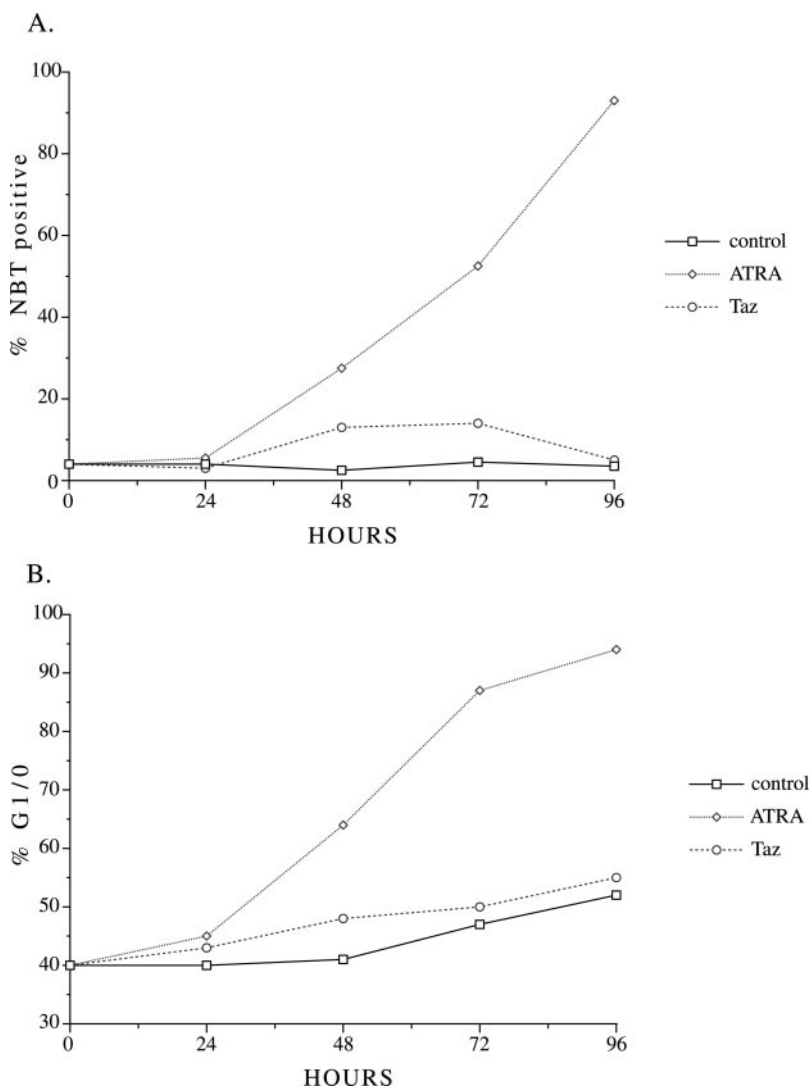 A.
100
80
60
40
20
0
% NBT positive
0 24 48 72 96
HOURS
control
ATRA
Taz
B.
100
90
80
70
60
50
40
30
% G1/0
0 24 48 72 96
HOURS
control
ATRA
Taz